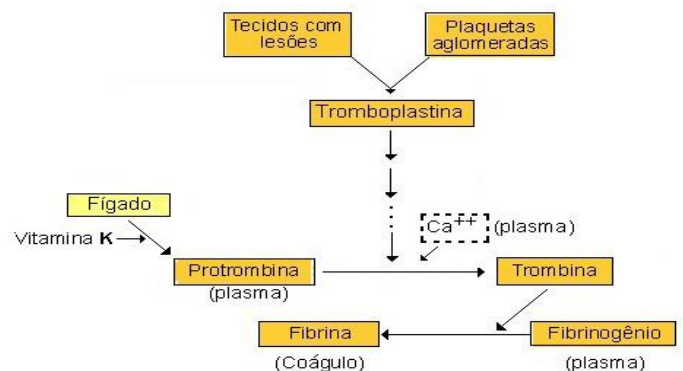 Tecidos com
lesões
Plaquetas
aglomeradas
Tromboplastina
Fígado
Vitamina K
Ca++ (plasma)
Protrombina
(plasma)
Trombina
Fibrina
(Coágulo)
Fibrinogênio
(plasma)